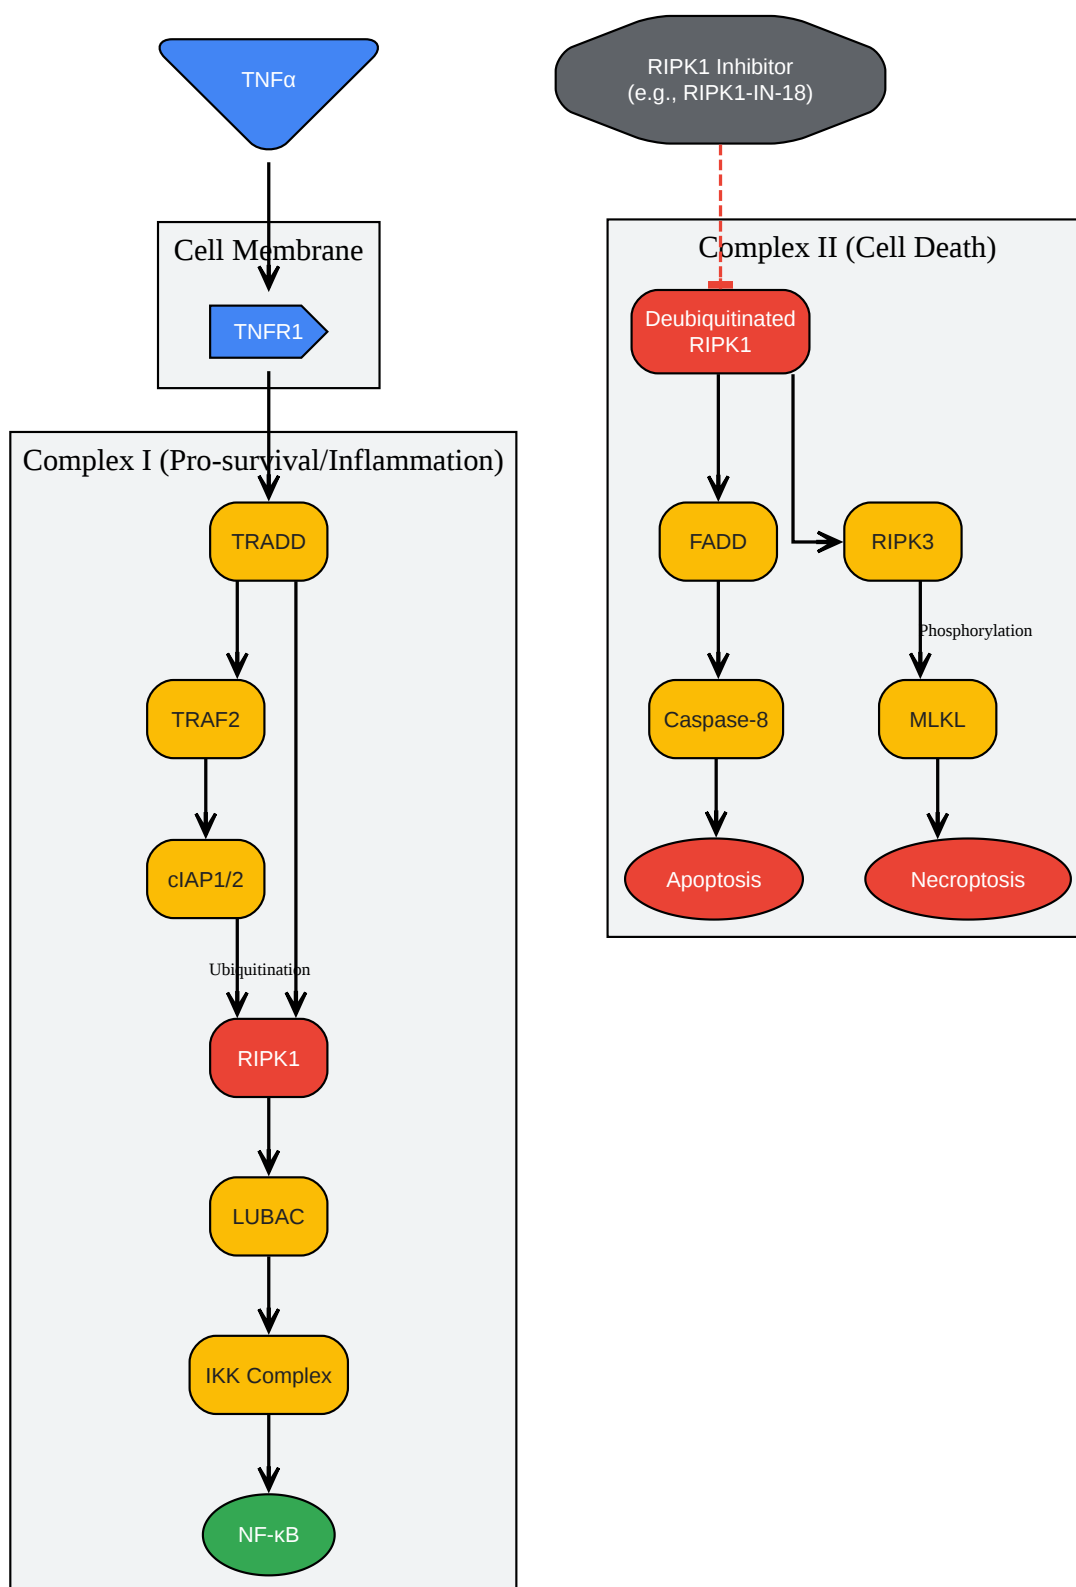 TNFα
RIPK1 Inhibitor
(e.g., RIPK1-IN-18)
Cell Membrane
TNFR1
Complex I (Pro-survival/Inflammation)
TRADD
TRAF2
cIAP1/2
Ubiquitination
RIPK1
LUBAC
IKK Complex
NF-κB
Complex II (Cell Death)
Deubiquitinated
RIPK1
FADD
RIPK3
Phosphorylation
Caspase-8
MLKL
Apoptosis
Necroptosis